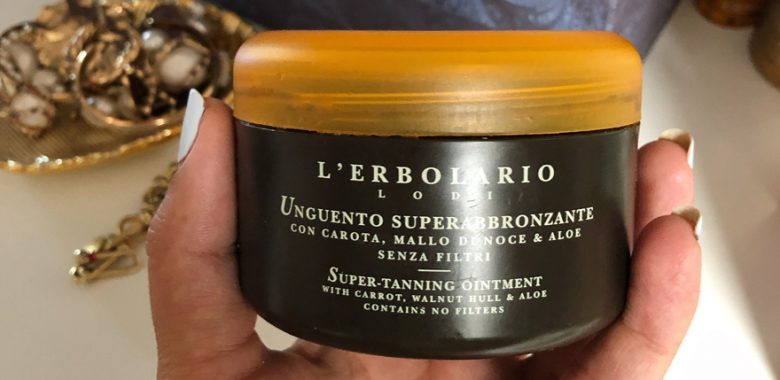 L'ERBOLARIO
LODI
UNGUENTO SUPERABBRONZANTE
CON CAROTA, MALLO DI NOCE & ALOE
SENZA FILTRI
SUPER-TANNING OINTMENT
WITH CARROT, WALNUT HULL & ALOE
CONTAINS NO FILTERS